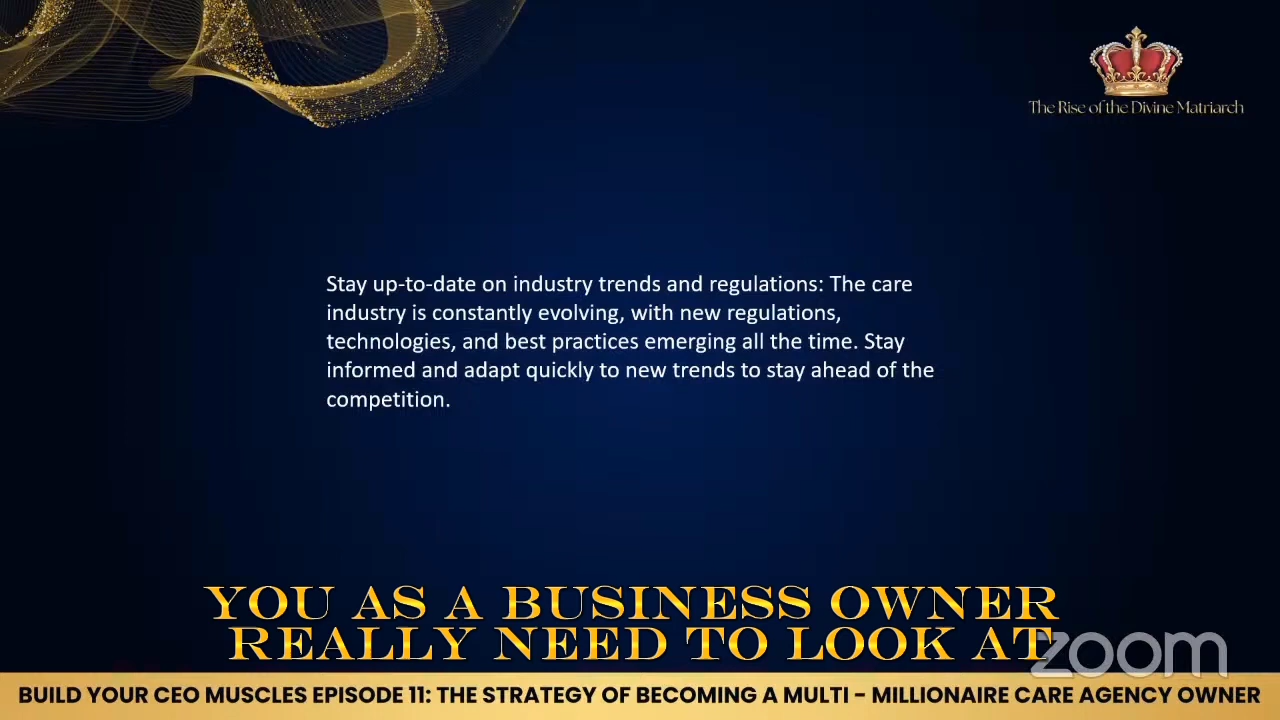 The Rise of the Divine Matriarch
Stay up-to-date on industry trends and regulations: The care
industry is constantly evolving, with new regulations,
technologies, and best practices emerging all the time. Stay
informed and adapt quickly to new trends to stay ahead of the
competition.
YOU AS A BUSINESS OWNER
REALLY NEED TO LOOK AT
zoom
BUILD YOUR CEO MUSCLES EPISODE 11: THE STRATEGY OF BECOMING A MULTI - MILLIONAIRE CARE AGENCY OWNER